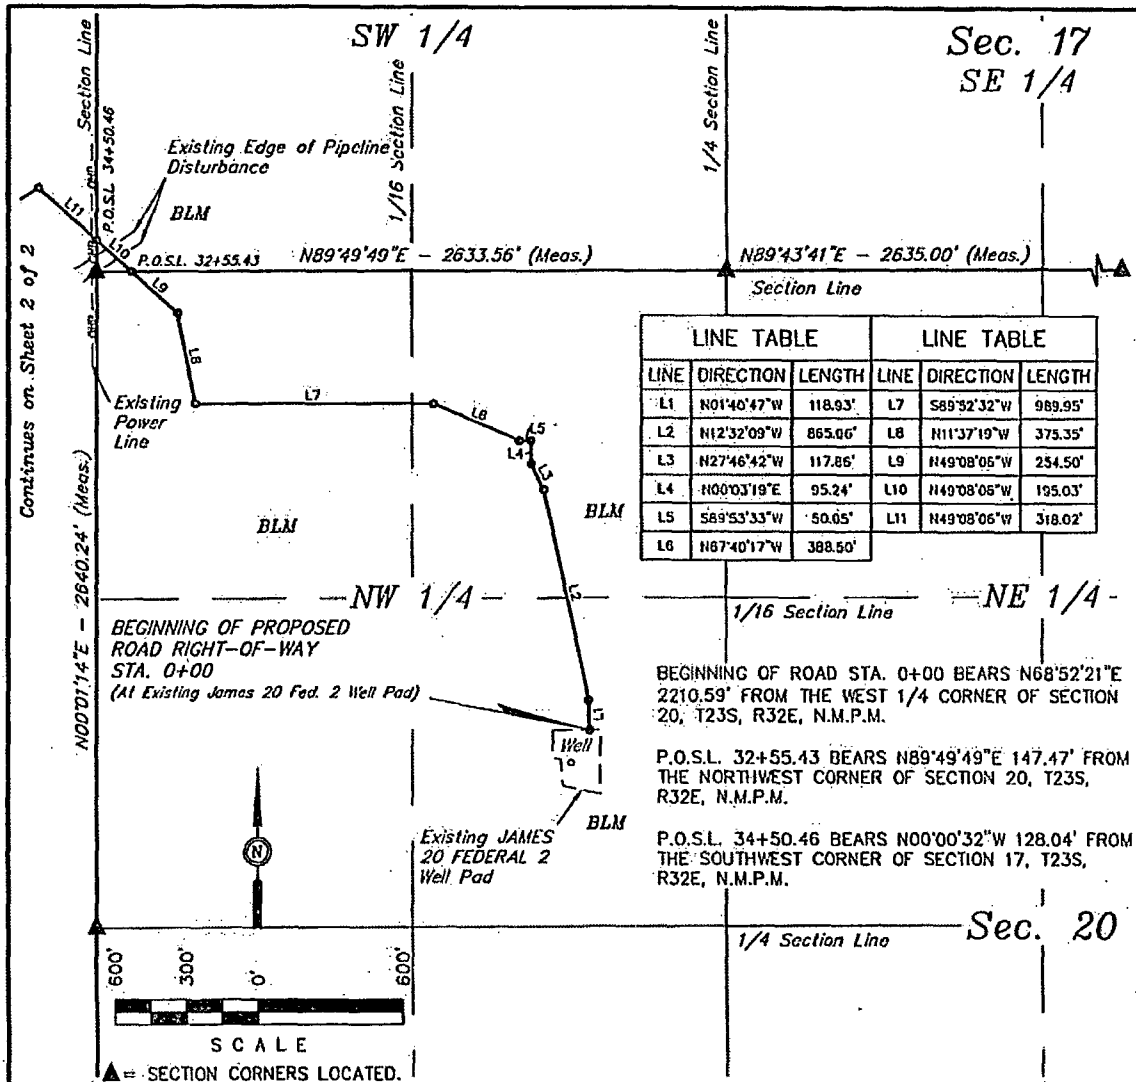 SW 1/4
Sec. 17
SE 1/4
Section Line
P.O.S.L. 34+50.46
1/16 Section Line
1/4 Section Line
Existing Edge of Pipeline
Disturbance
BLM
L11
L10
P.O.S.L. 32+55.43
N89°49'49"E - 2633.56' (Meas.)
N89°43'41"E - 2635.00' (Meas.)
Section Line
Continues on Sheet 2 of 2
OHP
L9
L8
L7
L6
L5
L4
L3
L2
L1
Existing
Power
Line
BLM
BLM
N00°01'14"E - 2640.24' (Meas.)
LINE TABLE LINE TABLE
LINE DIRECTION LENGTH LINE DIRECTION LENGTH
L1 N01°40'47"W 118.93' L7 S89°52'32"W 989.95'
L2 N12°32'09"W 865.06' L8 N11°37'19"W 375.35'
L3 N27°46'42"W 117.86' L9 N49°08'06"W 254.50'
L4 N00°03'19"E 95.24' L10 N49°08'06"W 195.03'
L5 S89°53'33"W 50.05' L11 N49°08'06"W 318.02'
L6 N67°40'17"W 388.50'
NW 1/4
NE 1/4
1/16 Section Line
BEGINNING OF PROPOSED
ROAD RIGHT-OF-WAY
STA. 0+00
(At Existing James 20 Fed. 2 Well Pad)
Well
BEGINNING OF ROAD STA. 0+00 BEARS N68°52'21"E
2210.59' FROM THE WEST 1/4 CORNER OF SECTION
20, T23S, R32E, N.M.P.M.
P.O.S.L. 32+55.43 BEARS N89°49'49"E 147.47' FROM
THE NORTHWEST CORNER OF SECTION 20, T23S,
R32E, N.M.P.M.
P.O.S.L. 34+50.46 BEARS N00°00'32"W 128.04' FROM
THE SOUTHWEST CORNER OF SECTION 17, T23S,
R32E, N.M.P.M.
BLM
Existing JAMES
20 FEDERAL 2
Well Pad
N
1/4 Section Line
Sec. 20
600' 300' 0' 600'
SCALE
▲ = SECTION CORNERS LOCATED.